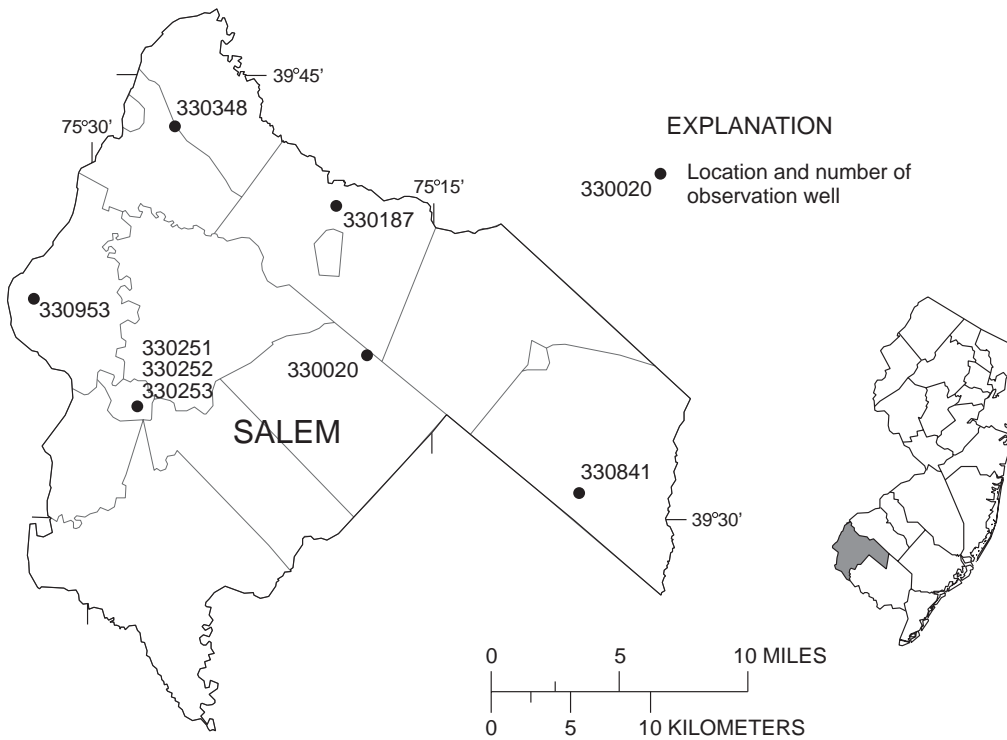 39°45'
330348
75°30'
EXPLANATION
330020
Location and number of
observation well
75°15'
330187
330953
330251
330252
330253
330020
SALEM
330841
39°30'
0 5 10 MILES
0 5 10 KILOMETERS